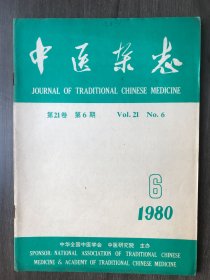 中医杂志
JOURNAL OF TRADITIONAL CHINESE MEDICINE
第21卷 第6期 Vol. 21 No. 6
6
1980
中华全国中医学会 中医研究院 主办
SPONSOR: NATIONAL ASSOCIATION OF TRADITIONAL CHINESE
MEDICINE & ACADEMY OF TRADITIONAL CHINESE MEDICINE